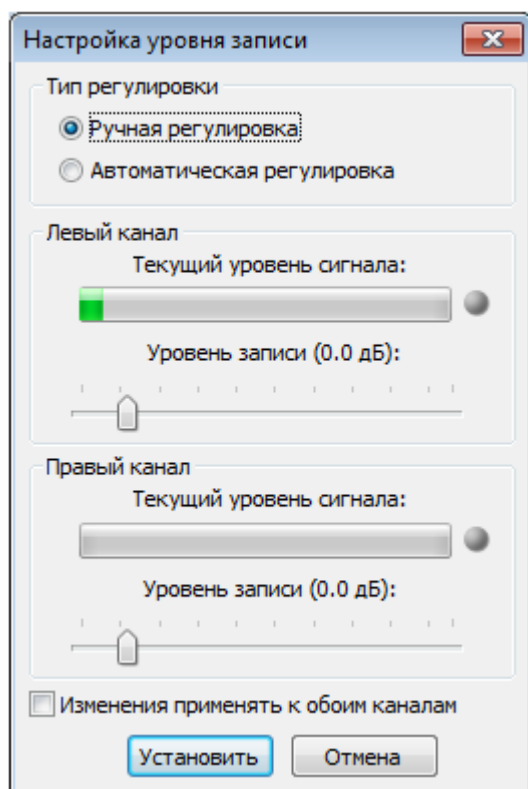 Настройка уровня записи
Тип регулировки
Ручная регулировка
Автоматическая регулировка
Левый канал
Текущий уровень сигнала:
Уровень записи (0.0 дБ):
Правый канал
Текущий уровень сигнала:
Уровень записи (0.0 дБ):
Изменения применять к обоим каналам
Установить Отмена